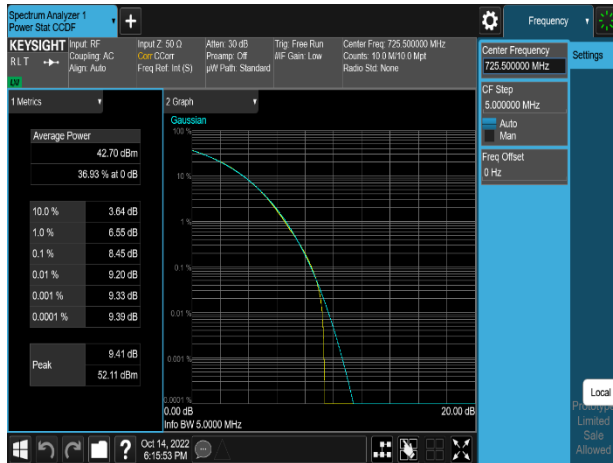 Spectrum Analyzer 1
Power Stat CCDF
Frequency
KEYSIGHT
Input: RF
Input Z: 50 Ω
Atten: 30 dB
Trig: Free Run
Center Freq: 725.500000 MHz
R L T
Coupling: AC
Corr CCorr
Preamp: Off
#IF Gain: Low
Counts: 10.0 M/10.0 Mpt
Align: Auto
Freq Ref: Int (S)
µW Path: Standard
Radio Std: None
Center Frequency
725.500000 MHz
Settings
CF Step
5.000000 MHz
Auto
Man
Freq Offset
0 Hz
1 Metrics
Average Power
42.70 dBm
36.93 % at 0 dB
10.0 %
3.64 dB
1.0 %
6.55 dB
0.1 %
8.45 dB
0.01 %
9.20 dB
0.001 %
9.33 dB
0.0001 %
9.39 dB
Peak
9.41 dB
52.11 dBm
2 Graph
Gaussian
100 %
10 %
1 %
0.1 %
0.01 %
0.001 %
0.0001 %
0.00 dB
20.00 dB
Info BW 5.0000 MHz
Local
Prototype
Limited
Sale
Allowed
?
Oct 14, 2022
6:15:53 PM